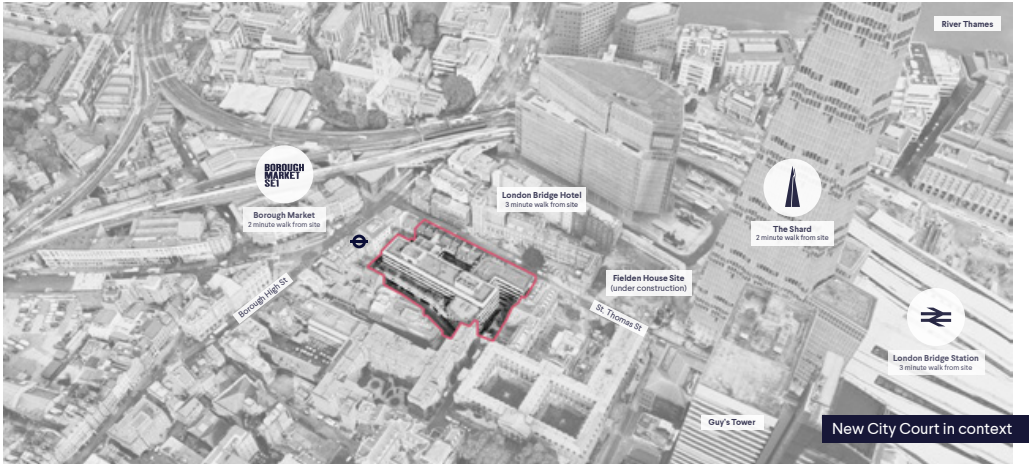 River Thames
BOROUGH
MARKET
SE1
Borough Market
2 minute walk from site
London Bridge Hotel
3 minute walk from site
The Shard
2 minute walk from site
Borough High St
Fielden House Site
(under construction)
St. Thomas St
London Bridge Station
3 minute walk from site
Guy's Tower
New City Court in context